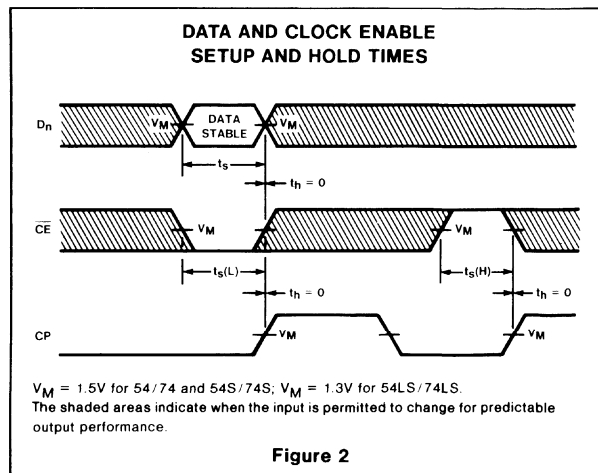 DATA AND CLOCK ENABLE
SETUP AND HOLD TIMES
Dn
VM
DATA
STABLE
VM
ts
th = 0
CE
VM
VM
VM
ts(L)
ts(H)
th = 0
th = 0
CP
VM
VM
VM = 1.5V for 54/74 and 54S/74S; VM = 1.3V for 54LS/74LS.
The shaded areas indicate when the input is permitted to change for predictable
output performance.
Figure 2